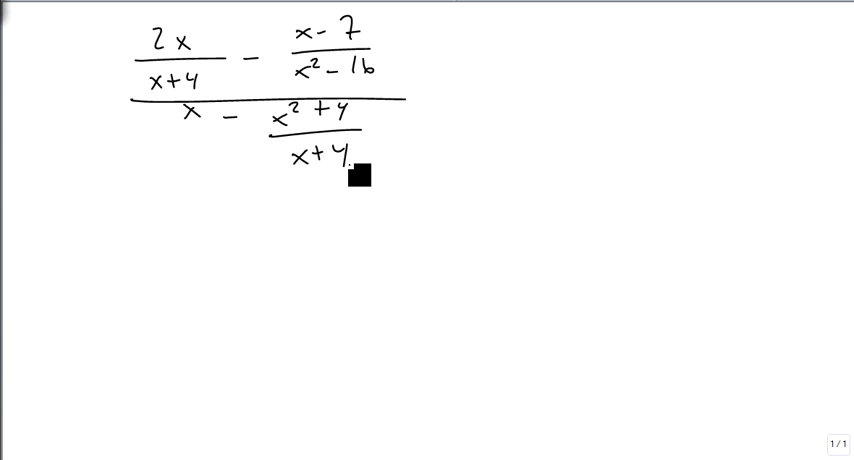 2x / x+4 - x-7 / x² - 16
x - x² + 4 / x+4
1 / 1